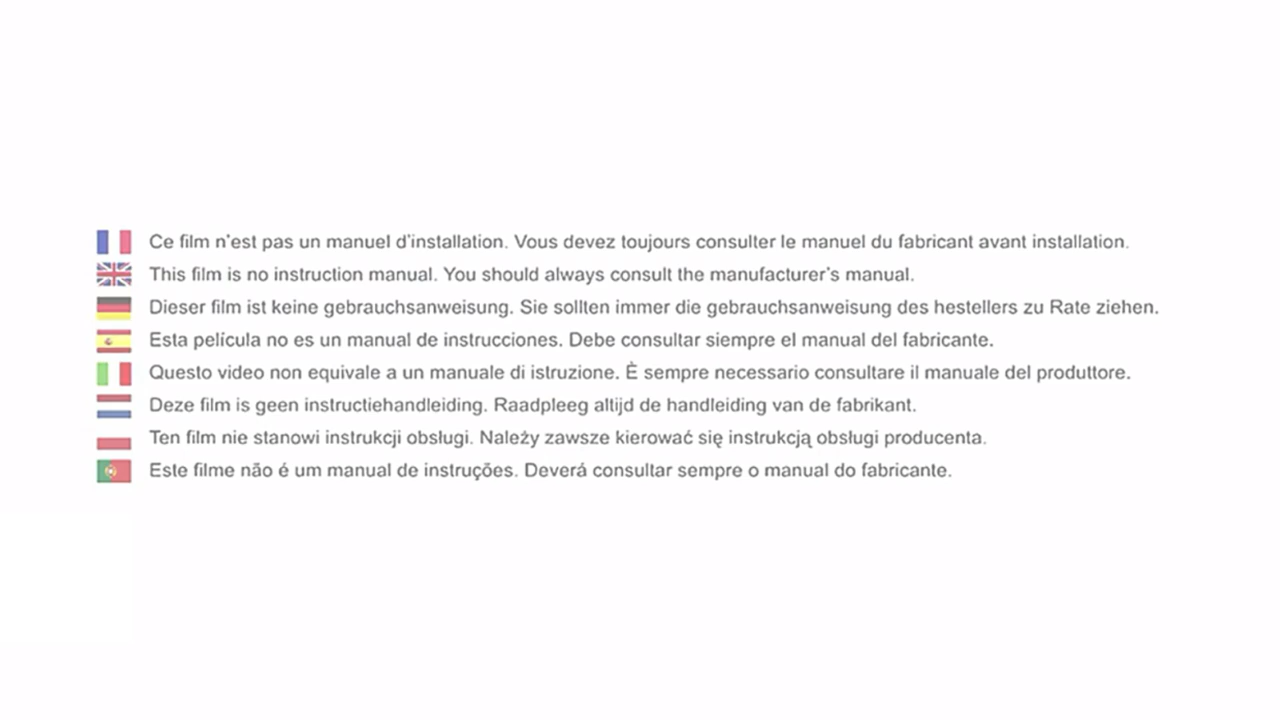 Ce film n'est pas un manuel d'installation. Vous devez toujours consulter le manuel du fabricant avant installation.
This film is no instruction manual. You should always consult the manufacturer's manual.
Dieser film ist keine gebrauchsanweisung. Sie sollten immer die gebrauchsanweisung des hestellers zu Rate ziehen.
Esta película no es un manual de instrucciones. Debe consultar siempre el manual del fabricante.
Questo video non equivale a un manuale di istruzione. È sempre necessario consultare il manuale del produttore.
Deze film is geen instructiehandleiding. Raadpleeg altijd de handleiding van de fabrikant.
Ten film nie stanowi instrukcji obsługi. Należy zawsze kierować się instrukcją obsługi producenta.
Este filme não é um manual de instruções. Deverá consultar sempre o manual do fabricante.